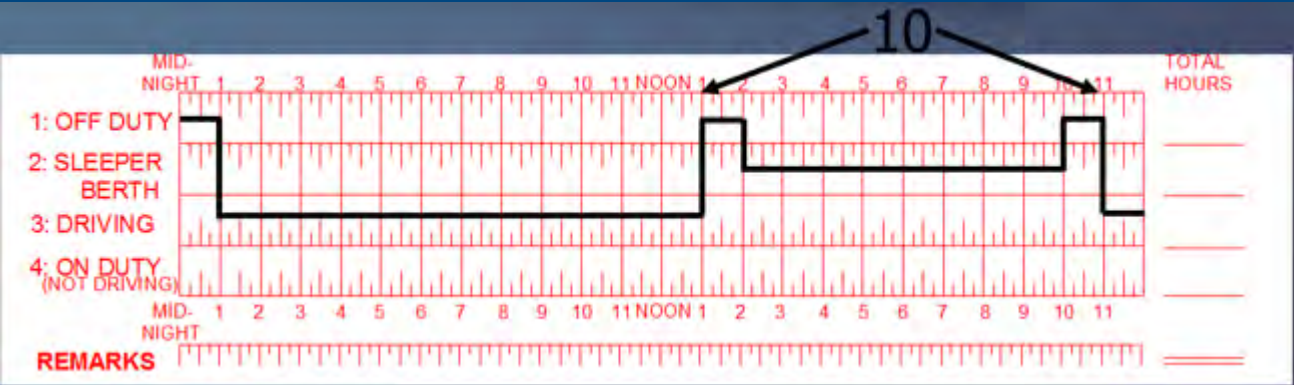 10
MID-
NIGHT 1 2 3 4 5 6 7 8 9 10 11 NOON 1 2 3 4 5 6 7 8 9 10 11
TOTAL
HOURS
1: OFF DUTY
2: SLEEPER
BERTH
3: DRIVING
4: ON DUTY
(NOT DRIVING)
MID-
NIGHT
1 2 3 4 5 6 7 8 9 10 11 NOON 1 2 3 4 5 6 7 8 9 10 11
REMARKS